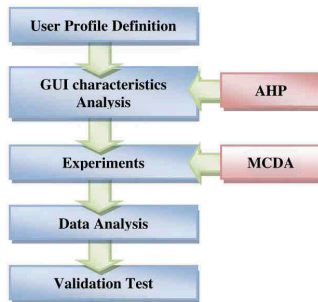 User Profile Definition
GUI characteristics
Analysis
AHP
Experiments
MCDA
Data Analysis
Validation Test